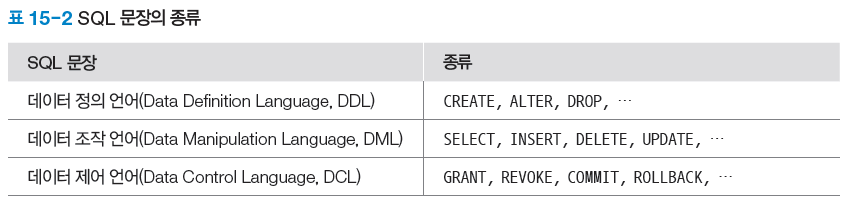 표 15-2 SQL 문장의 종류
SQL 문장 종류
데이터 정의 언어(Data Definition Language, DDL) CREATE, ALTER, DROP, …
데이터 조작 언어(Data Manipulation Language, DML) SELECT, INSERT, DELETE, UPDATE, …
데이터 제어 언어(Data Control Language, DCL) GRANT, REVOKE, COMMIT, ROLLBACK, …